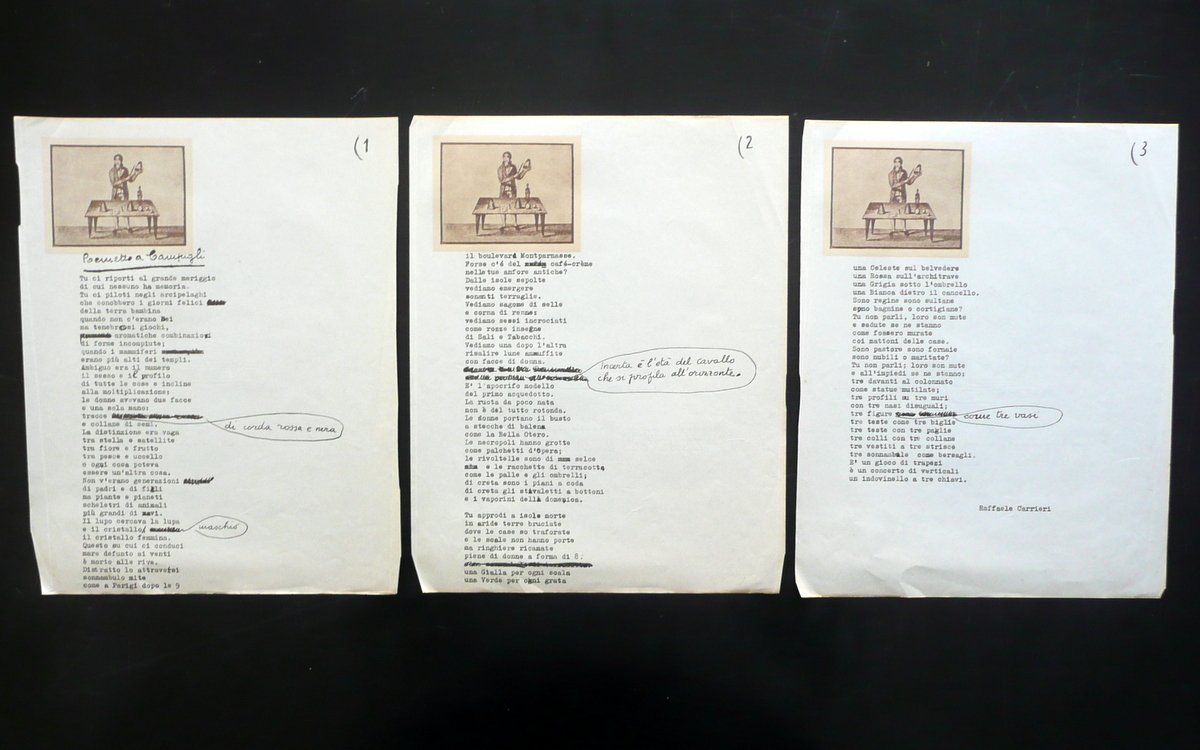 (1
Poemetto a Campigli
Tu ci riporti al grande meriggio
di cui nessuno ha memoria.
Tu ci piloti negli arcipelaghi
che conobbero i giorni felici
della terra bambina
quando non c'erano Dei
ma tenebrosi giochi,
aromatiche combinazioni
di forme incompiute;
quando i mammiferi
erano più alti dei templi.
Ambiguo era il numero
il sesso e il profilo
di tutte le cose e incline
alla moltiplicazione:
le donne avevano due facce
e una sola mano:
trecce
di corda rossa e nera
e collane di semi.
La distinzione era vaga
tra stella e satellite
tra fiore e frutto
tra pesce e uccello
e ogni cosa poteva
essere un'altra cosa.
Non v'erano generazioni
di padri e di figli
ma piante e pianeti
scheletri di animali
più grandi di navi.
Il lupo cercava la lupa
e il cristallo
maschio
il cristallo femmina.
Questo su cui ci conduci
mare defunto ai venti
è morto alle rive.
Distratto lo attraversi
sonnambulo mite
come a Parigi dopo le 9
(2
il boulevard Montparnasse.
Forse c'é del café-crème
nelle tue anfore antiche?
Dalle isole sepolte
vediamo emergere
sonanti terraglie.
Vediamo sagome di selle
e corna di renne:
vediamo sessi incrociati
come rozze insegne
di Sali e Tabacchi.
Vediamo una dopo l'altra
risalire lune ammuffite
con facce di donna.
incerta è l'età del cavallo
che si profila all'orizzonte.
E' l'apocrifo modello
del primo acquedotto.
La ruota da poco nata
non è del tutto rotonda.
Le donne portano il busto
a stecche di balena
come la Bella Otero.
Le necropoli hanno grotte
come palchetti d'Opera;
le rivoltelle sono di selce
e le racchette di terracotta
come le palle e gli ombrelli;
di creta sono i piani a coda
di creta gli stivaletti a bottoni
e i vaporini della domenica.
Tu approdi a isole morte
in aride terre bruciate
dove le case so traforate
e le scale non hanno porte
ma ringhiere ricamate
piene di donne a forma di 8.
una Gialla per ogni scala
una Verde per ogni grata
(3
una Celeste sul belvedere
una Rossa sull'architrave
una Grigia sotto l'ombrello
una Bianca dietro il cancello.
Sono regine sono sultane
sono bagnine o cortigiane?
Tu non parli, loro son mute
e sedute se ne stanno
come fossero murate
coi mattoni delle case.
Sono pastore sono fornaie
sono nubili o maritate?
Tu non parli; loro son mute
e all'impiedi se ne stanno:
tre davanti al colonnato
come statue mutilate;
tre profili su tre muri
con tre nasi disuguali;
tre figure
come tre vasi
tre teste come tre biglie
tre teste con tre paglie
tre colli con tre collane
tre vestiti a tre strisce
tre sonnambule come bersagli.
E' un gioco di trapezi
è un concerto di verticali
un indovinello a tre chiavi.
Raffaele Carrieri